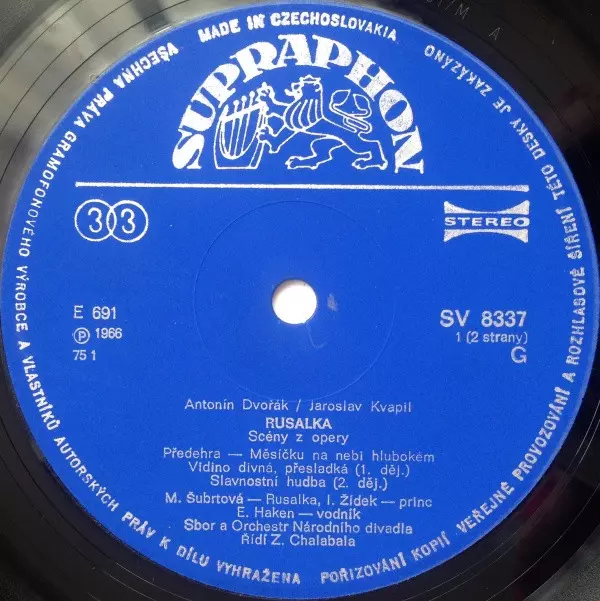 MADE IN CZECHOSLOVAKIA
SUPRAPHON
33
STEREO
E 691
Ⓟ 1966
75 1
SV 8337
1 (2 strany)
G
Antonín Dvořák / Jaroslav Kvapil
RUSALKA
Scény z opery
Předehra — Měsíčku na nebi hlubokém
Vidino divná, přesladká (1. děj.)
Slavnostní hudba (2. děj.)
M. Šubrtová — Rusalka, I. Žídek — princ
E. Haken — vodník
Sbor a Orchestr Národního divadla
Řídí Z. Chalabala
VŠECHNA PRÁVA GRAMOFONOVÉHO VÝROBCE A VLASTNÍKŮ AUTORSKÝCH PRÁV K DÍLU VYHRAŽENA
POŘIZOVÁNÍ KOPIÍ VEŘEJNÉ PROVOZOVÁNÍ A ROZHLASOVÉ ŠÍŘENÍ TÉTO DESKY JE ZAKÁZÁNO